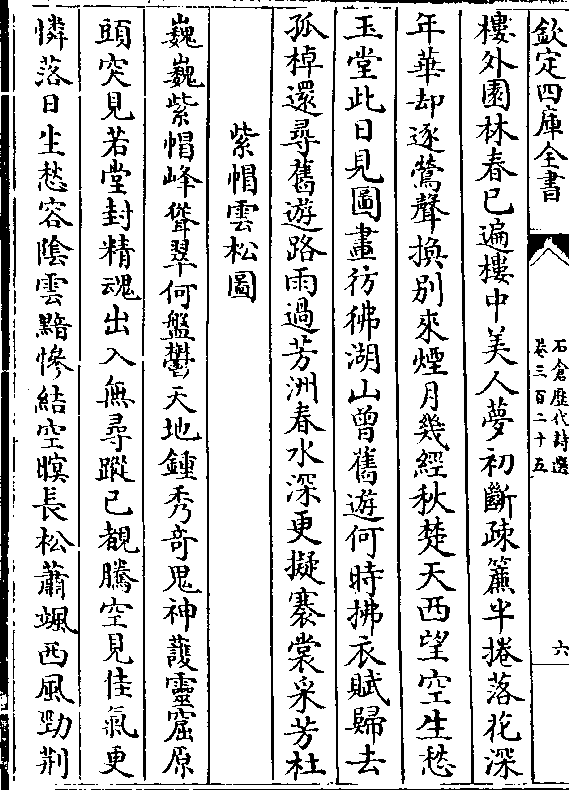 欽定四庫全書
石倉歷代詩選
卷三百二十五
六
樓外園林春已遍樓中美人夢初斷疎簾半捲落花深
年華却逐鶯聲換別來煙月幾經秋楚天西望空生愁
玉堂此日見圖畫彷彿湖山曾舊遊何時拂衣賦歸去
孤棹還尋舊遊路雨過芳洲春水深更擬褰裳采芳杜
紫帽雲松圖
巍巍紫帽峰聳翠何盤鬱天地鍾秀竒鬼神護靈窟原
頭突見若堂封精魂出入無尋蹤已覩騰空見佳氣更
憐落日生愁容陰雲黯慘結空暝長松蕭颯西風勁荆